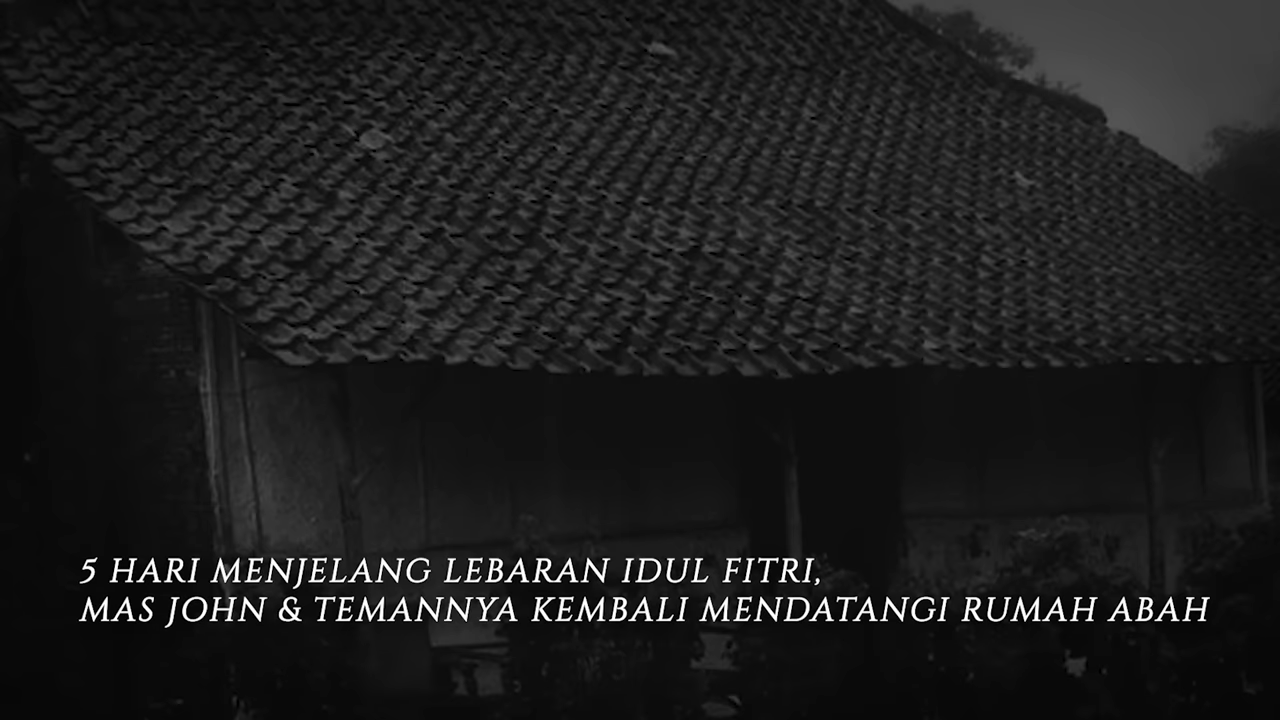 5 HARI MENJELANG LEBARAN IDUL FITRI,
MAS JOHN & TEMANNYA KEMBALI MENDATANGI RUMAH ABAH